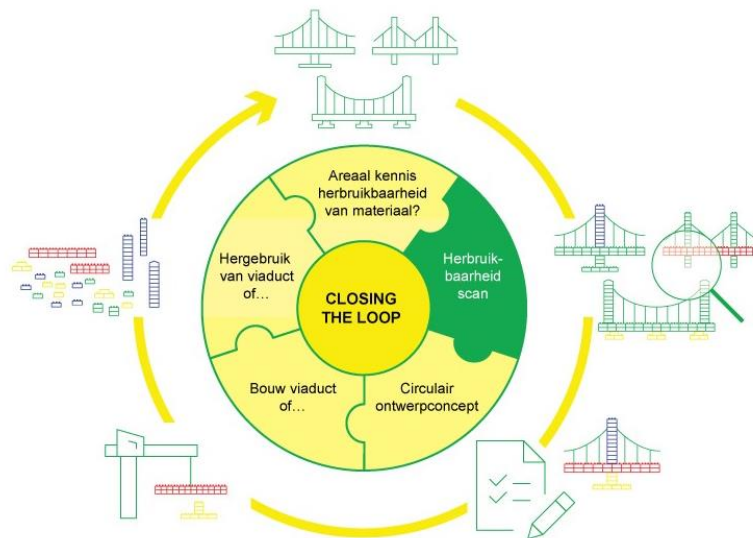 Areaal kennis
herbruikbaarheid
van materiaal?
Herbruik-
baarheid
scan
Circulair
ontwerpconcept
Bouw viaduct
of…
Hergebruik
van viaduct
of…
CLOSING
THE LOOP